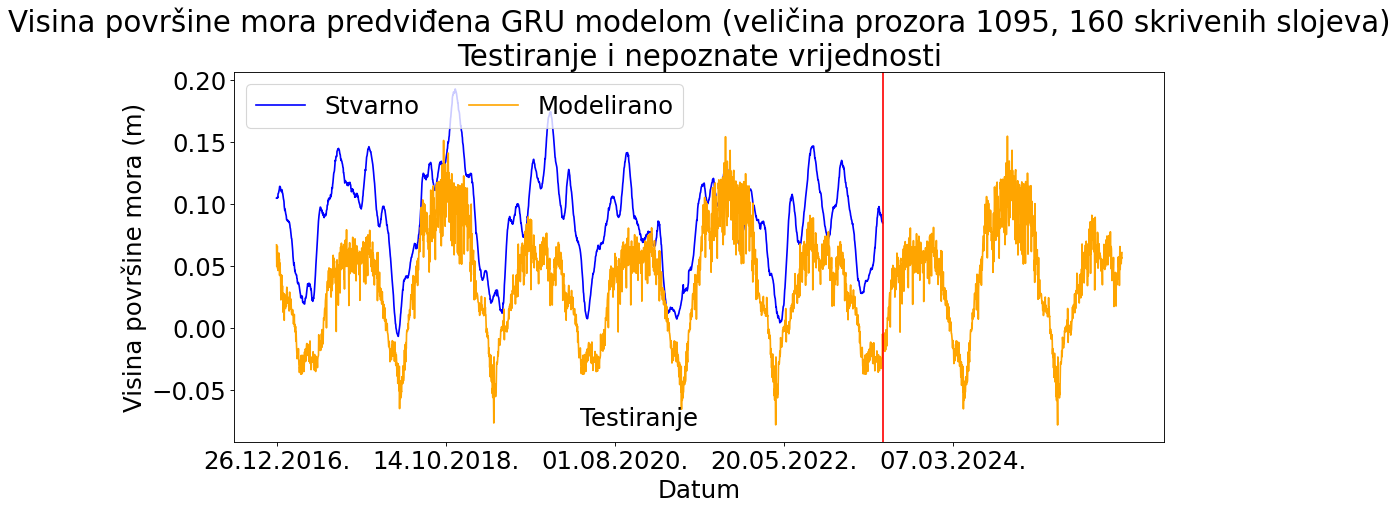 Visina površine mora predviđena GRU modelom (veličina prozora 1095, 160 skrivenih slojeva)
Testiranje i nepoznate vrijednosti
Stvarno Modelirano
Visina površine mora (m)
0.20
0.15
0.10
0.05
0.00
−0.05
Testiranje
26.12.2016. 14.10.2018. 01.08.2020. 20.05.2022. 07.03.2024.
Datum